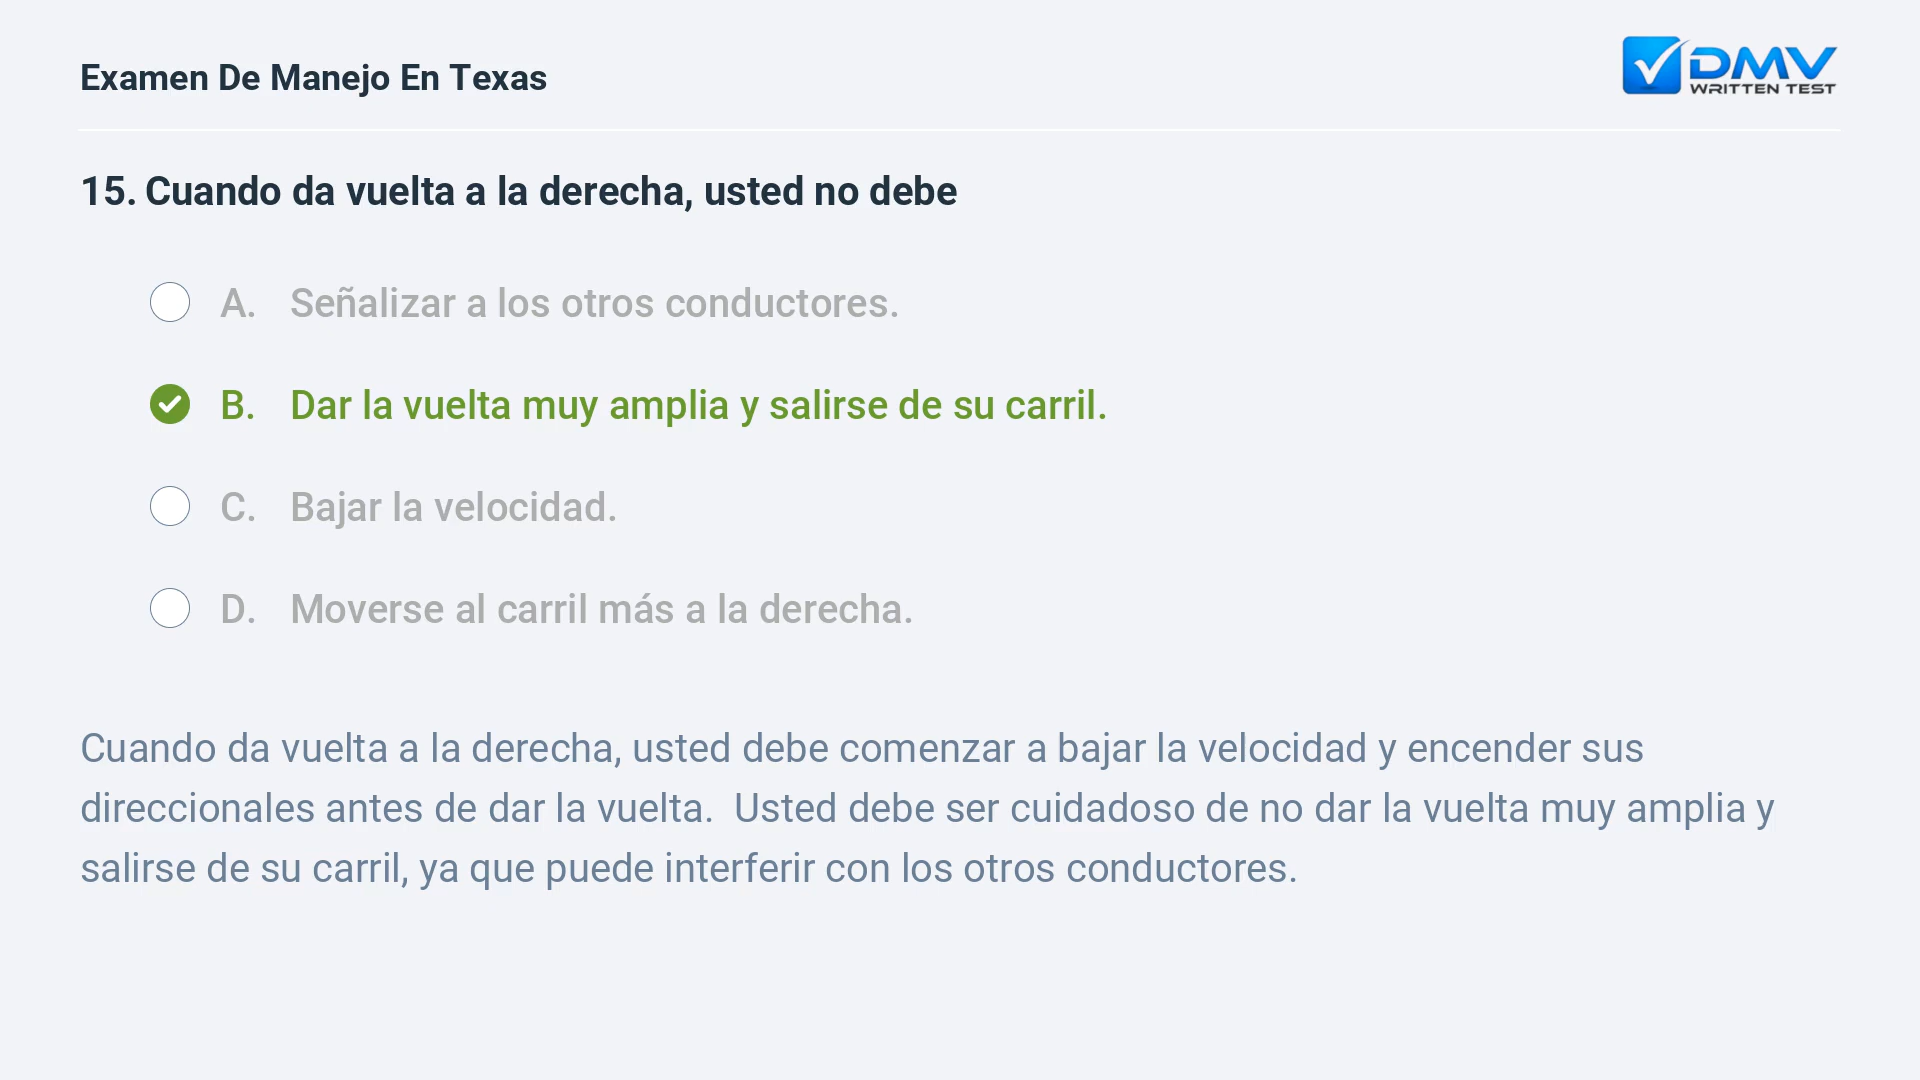 Examen De Manejo En Texas
DMV
WRITTEN TEST
15. Cuando da vuelta a la derecha, usted no debe
A. Señalizar a los otros conductores.
B. Dar la vuelta muy amplia y salirse de su carril.
C. Bajar la velocidad.
D. Moverse al carril más a la derecha.
Cuando da vuelta a la derecha, usted debe comenzar a bajar la velocidad y encender sus
direccionales antes de dar la vuelta.  Usted debe ser cuidadoso de no dar la vuelta muy amplia y
salirse de su carril, ya que puede interferir con los otros conductores.